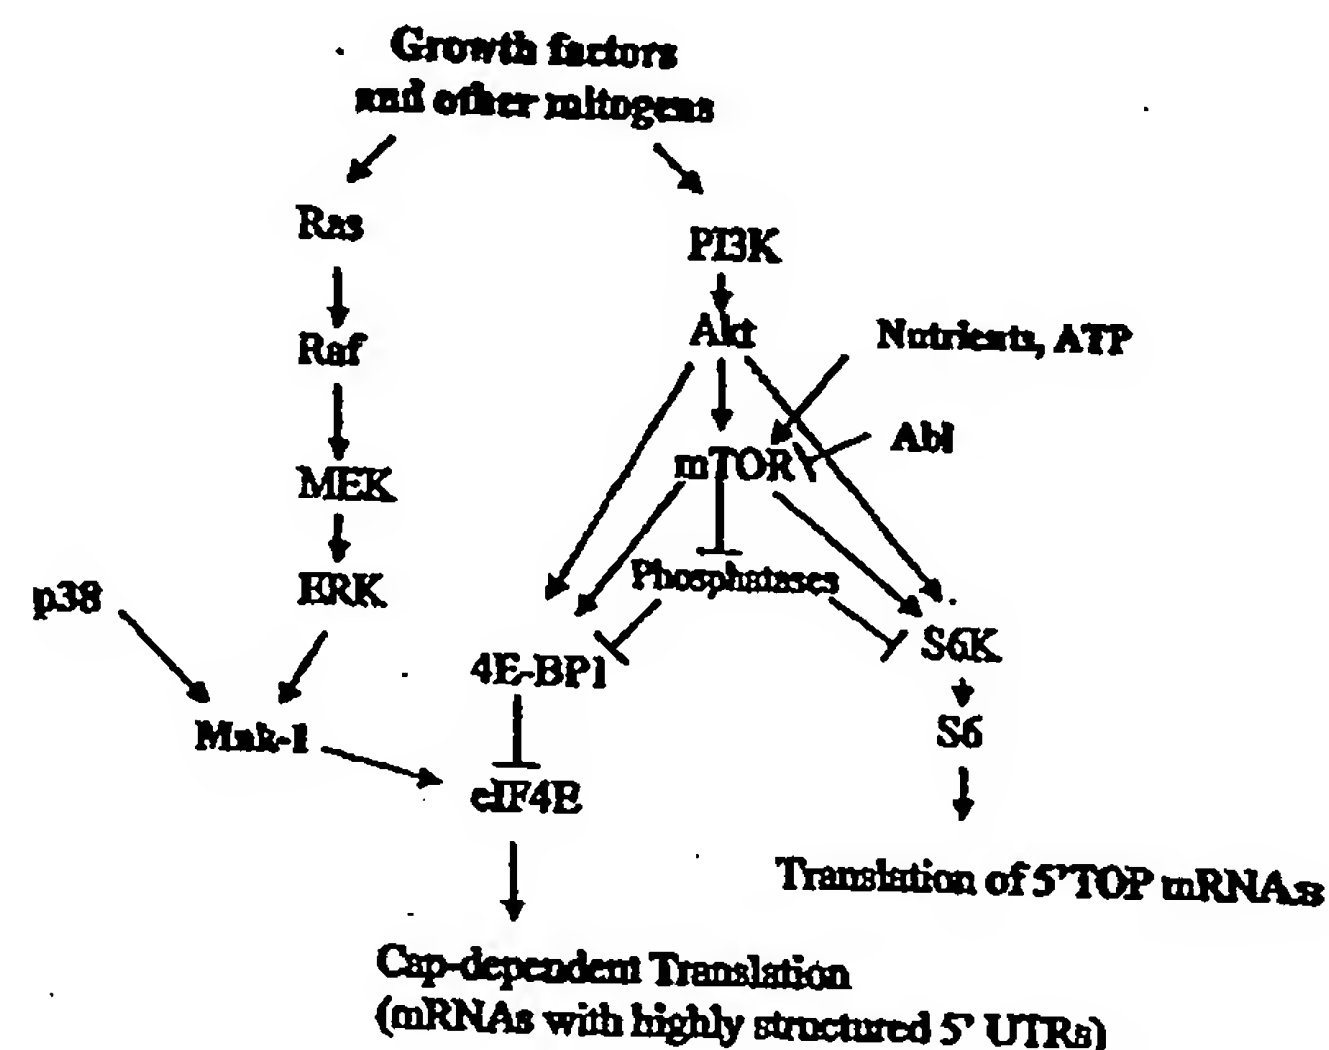 Growth factors
and other mitogens
Ras
PI3K
Akt
Nutrients, ATP
Raf
Abl
mTOR
MEK
Phosphatases
ERK
p38
S6K
4E-BP1
Mnk-1
S6
eIF4E
Translation of 5'TOP mRNAs
Cap-dependent Translation
(mRNAs with highly structured 5' UTRs)